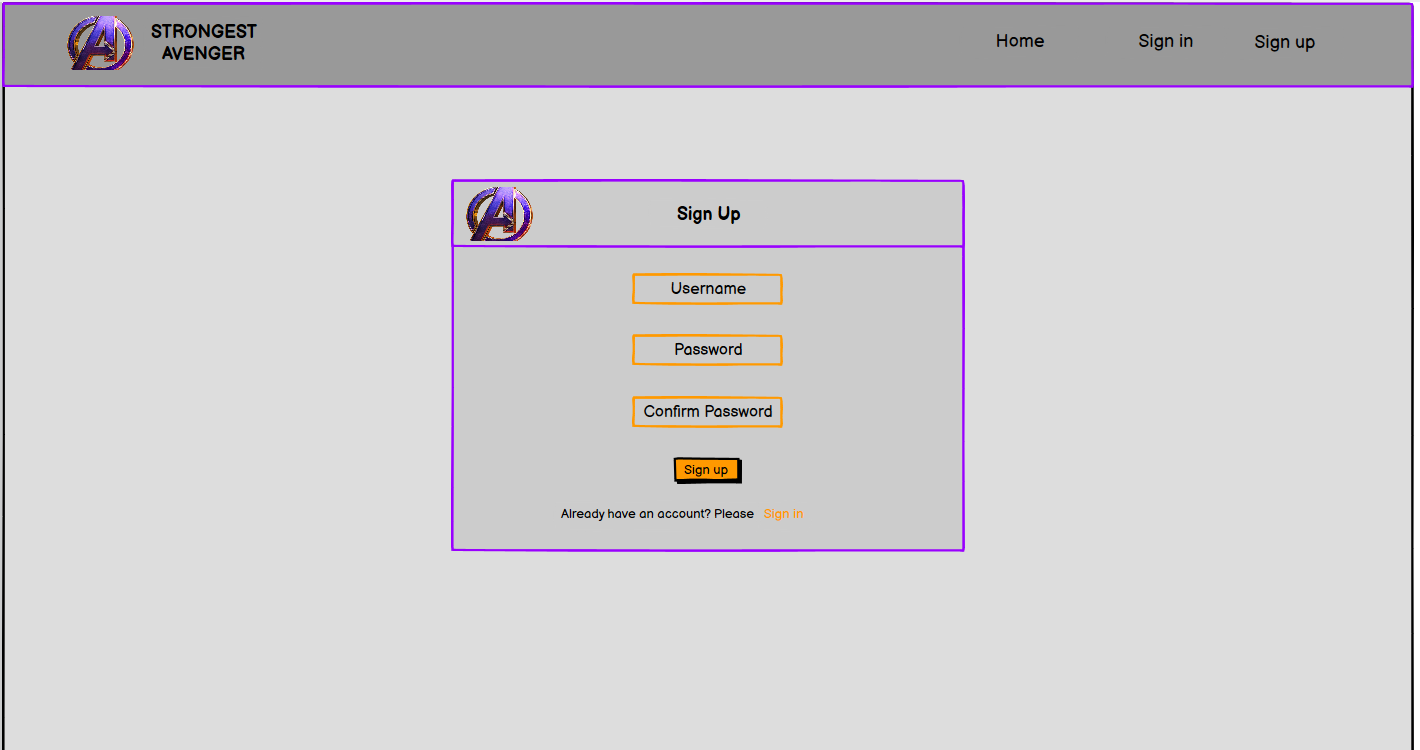 STRONGEST
AVENGER
Home
Sign in
Sign up
Sign Up
Username
Password
Confirm Password
Sign up
Already have an account? Please Sign in